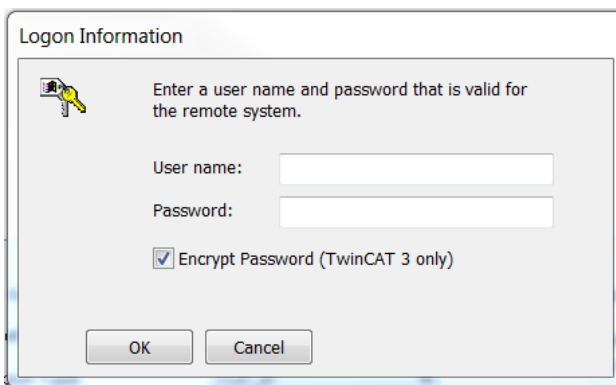 Logon Information
Enter a user name and password that is valid for
the remote system.
User name:
Password:
Encrypt Password (TwinCAT 3 only)
OK
Cancel